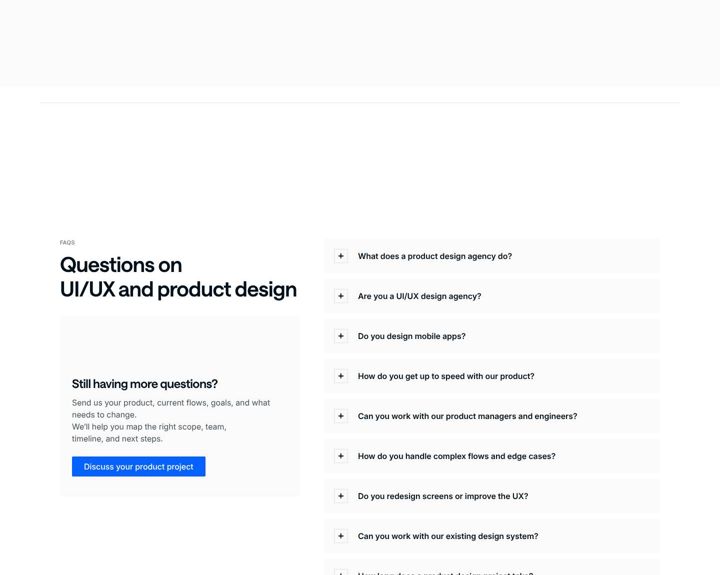 FAQS
Questions on
UI/UX and product design
Still having more questions?
Send us your product, current flows, goals, and what
needs to change.
We'll help you map the right scope, team,
timeline, and next steps.
Discuss your product project
What does a product design agency do?
Are you a UI/UX design agency?
Do you design mobile apps?
How do you get up to speed with our product?
Can you work with our product managers and engineers?
How do you handle complex flows and edge cases?
Do you redesign screens or improve the UX?
Can you work with our existing design system?